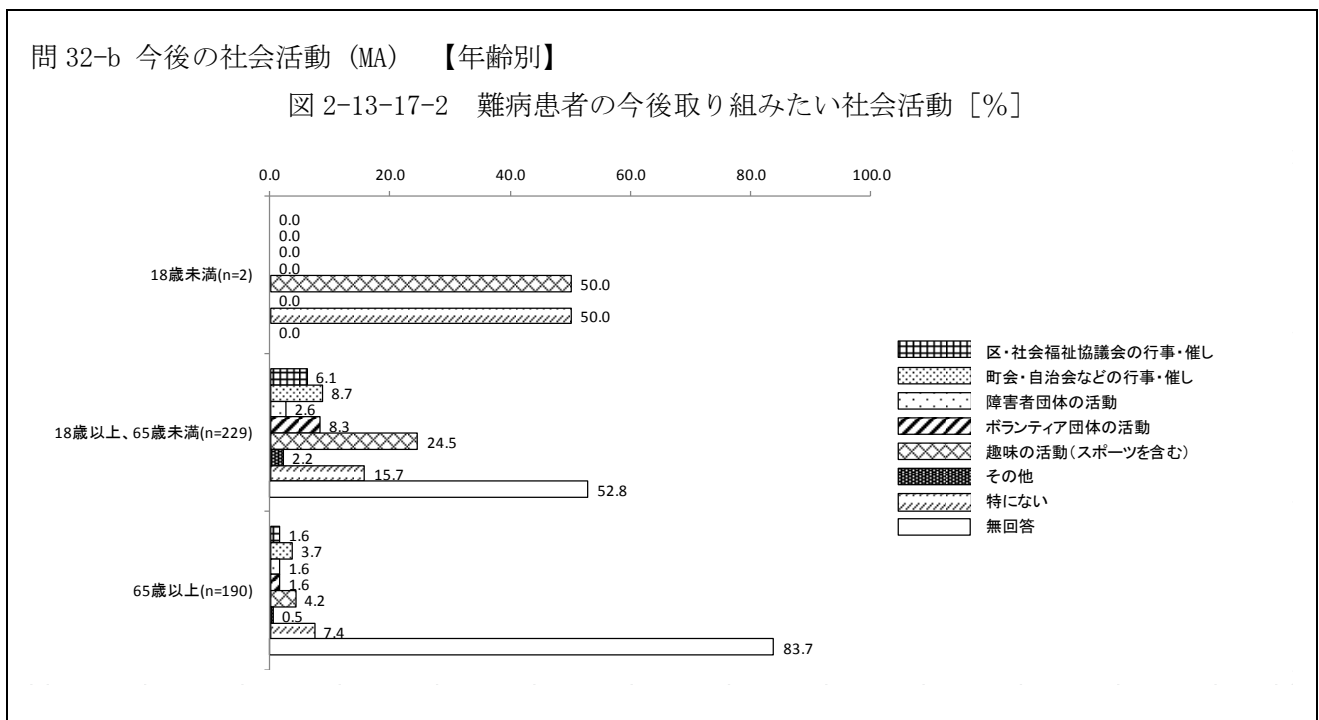 問 32-b 今後の社会活動 (MA) 【年齢別】
図 2-13-17-2 難病患者の今後取り組みたい社会活動［％］
0.0 20.0 40.0 60.0 80.0 100.0
18歳未満(n=2)
0.0
0.0
0.0
0.0
50.0
0.0
50.0
0.0
18歳以上、65歳未満(n=229)
6.1
8.7
2.6
8.3
24.5
2.2
15.7
52.8
65歳以上(n=190)
1.6
3.7
1.6
1.6
4.2
0.5
7.4
83.7
区・社会福祉協議会の行事・催し
町会・自治会などの行事・催し
障害者団体の活動
ボランティア団体の活動
趣味の活動(スポーツを含む)
その他
特にない
無回答